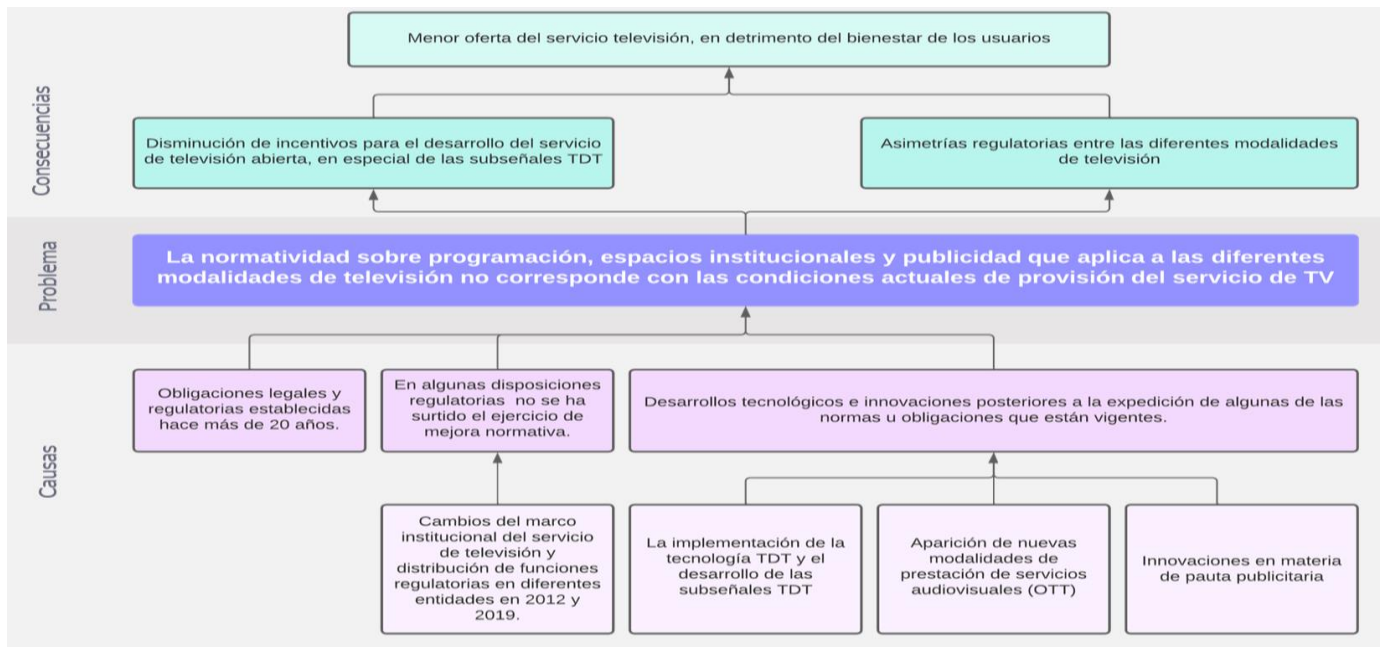 Consecuencias
Menor oferta del servicio televisión, en detrimento del bienestar de los usuarios
Disminución de incentivos para el desarrollo del servicio
de televisión abierta, en especial de las subseñales TDT
Asimetrías regulatorias entre las diferentes modalidades
de televisión
Problema
La normatividad sobre programación, espacios institucionales y publicidad que aplica a las diferentes
modalidades de televisión no corresponde con las condiciones actuales de provisión del servicio de TV
Causas
Obligaciones legales y
regulatorias establecidas
hace más de 20 años.
En algunas disposiciones
regulatorias no se ha
surtido el ejercicio de
mejora normativa.
Desarrollos tecnológicos e innovaciones posteriores a la expedición de algunas de las
normas u obligaciones que están vigentes.
Cambios del marco
institucional del servicio
de televisión y
distribución de funciones
regulatorias en diferentes
entidades en 2012 y
2019.
La implementación de la
tecnología TDT y el
desarrollo de las
subseñales TDT
Aparición de nuevas
modalidades de
prestación de servicios
audiovisuales (OTT)
Innovaciones en materia
de pauta publicitaria